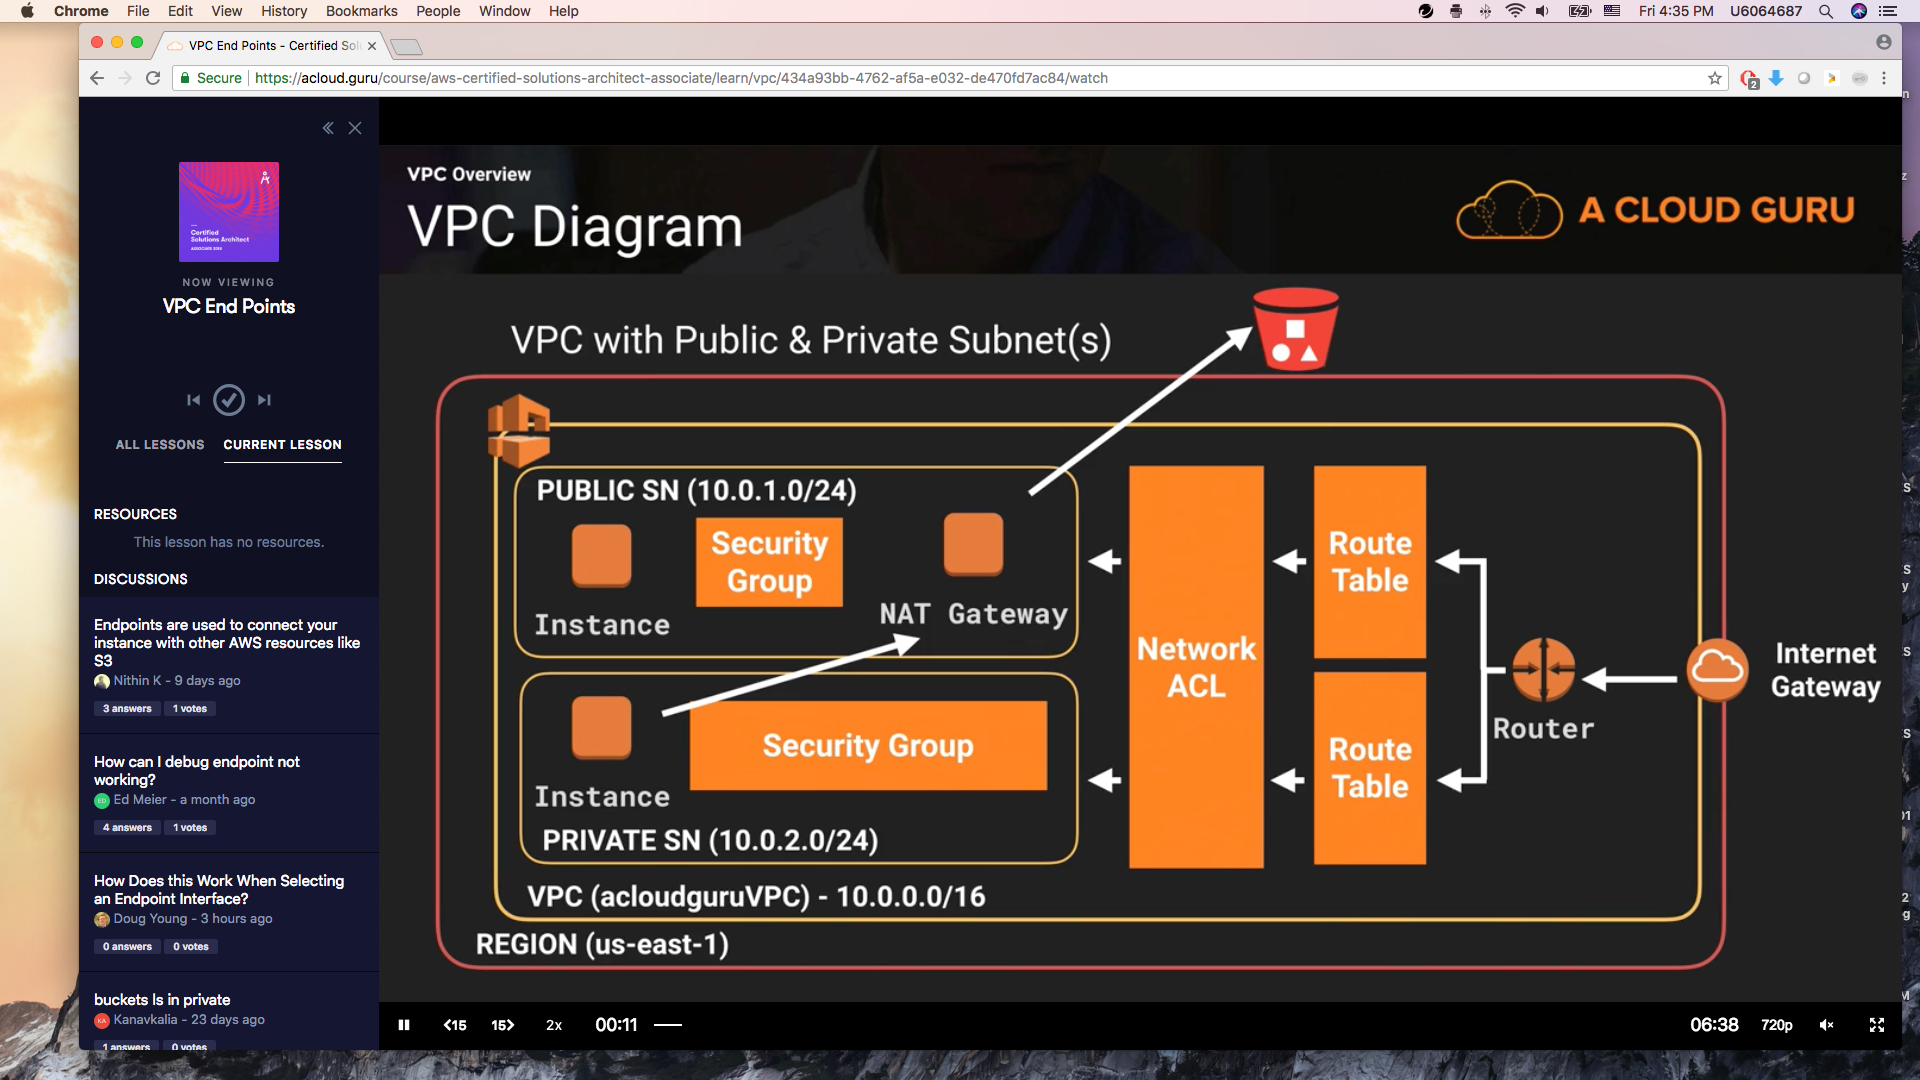 Chrome File Edit View History Bookmarks People Window Help
Fri 4:35 PM U6064687
VPC End Points - Certified Sol
Secure https://acloud.guru/course/aws-certified-solutions-architect-associate/learn/vpc/434a93bb-4762-af5a-e032-de470fd7ac84/watch
2
Certified
Solutions Architect
ASSOCIATE 2018
NOW VIEWING
VPC End Points
ALL LESSONS CURRENT LESSON
RESOURCES
This lesson has no resources.
DISCUSSIONS
Endpoints are used to connect your
instance with other AWS resources like
S3
Nithin K - 9 days ago
3 answers 1 votes
How can I debug endpoint not
working?
ED Ed Meier - a month ago
4 answers 1 votes
How Does this Work When Selecting
an Endpoint Interface?
Doug Young - 3 hours ago
0 answers 0 votes
buckets Is in private
KA Kanavkalia - 23 days ago
1 answers 0 votes
VPC Overview
VPC Diagram
A CLOUD GURU
VPC with Public & Private Subnet(s)
PUBLIC SN (10.0.1.0/24)
Security
Group
Instance
NAT Gateway
Security Group
Instance
PRIVATE SN (10.0.2.0/24)
VPC (acloudguruVPC) - 10.0.0.0/16
REGION (us-east-1)
Network
ACL
Route
Table
Route
Table
Router
Internet
Gateway
15 15 2x 00:11
06:38 720p